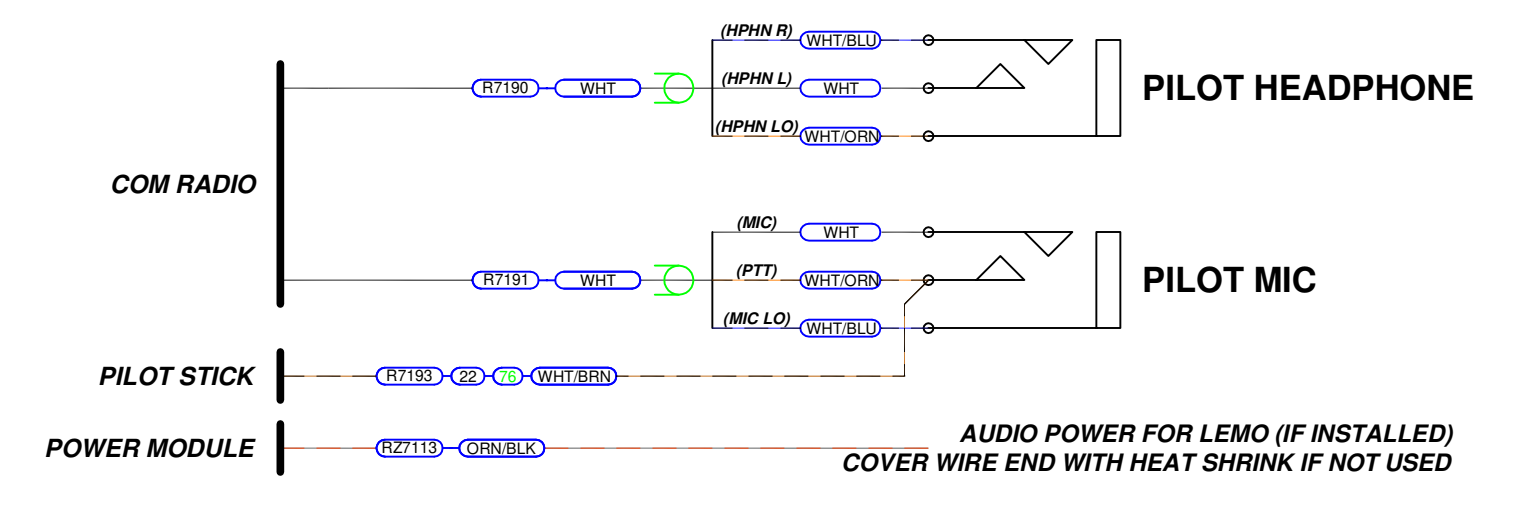 (HPHN R) WHT/BLU
COM RADIO
R7190 WHT (HPHN L) WHT
PILOT HEADPHONE
(HPHN LO) WHT/ORN
(MIC) WHT
R7191 WHT (PTT) WHT/ORN
PILOT MIC
(MIC LO) WHT/BLU
PILOT STICK R7193 22 76 WHT/BRN
POWER MODULE RZ7113 ORN/BLK
AUDIO POWER FOR LEMO (IF INSTALLED)
COVER WIRE END WITH HEAT SHRINK IF NOT USED